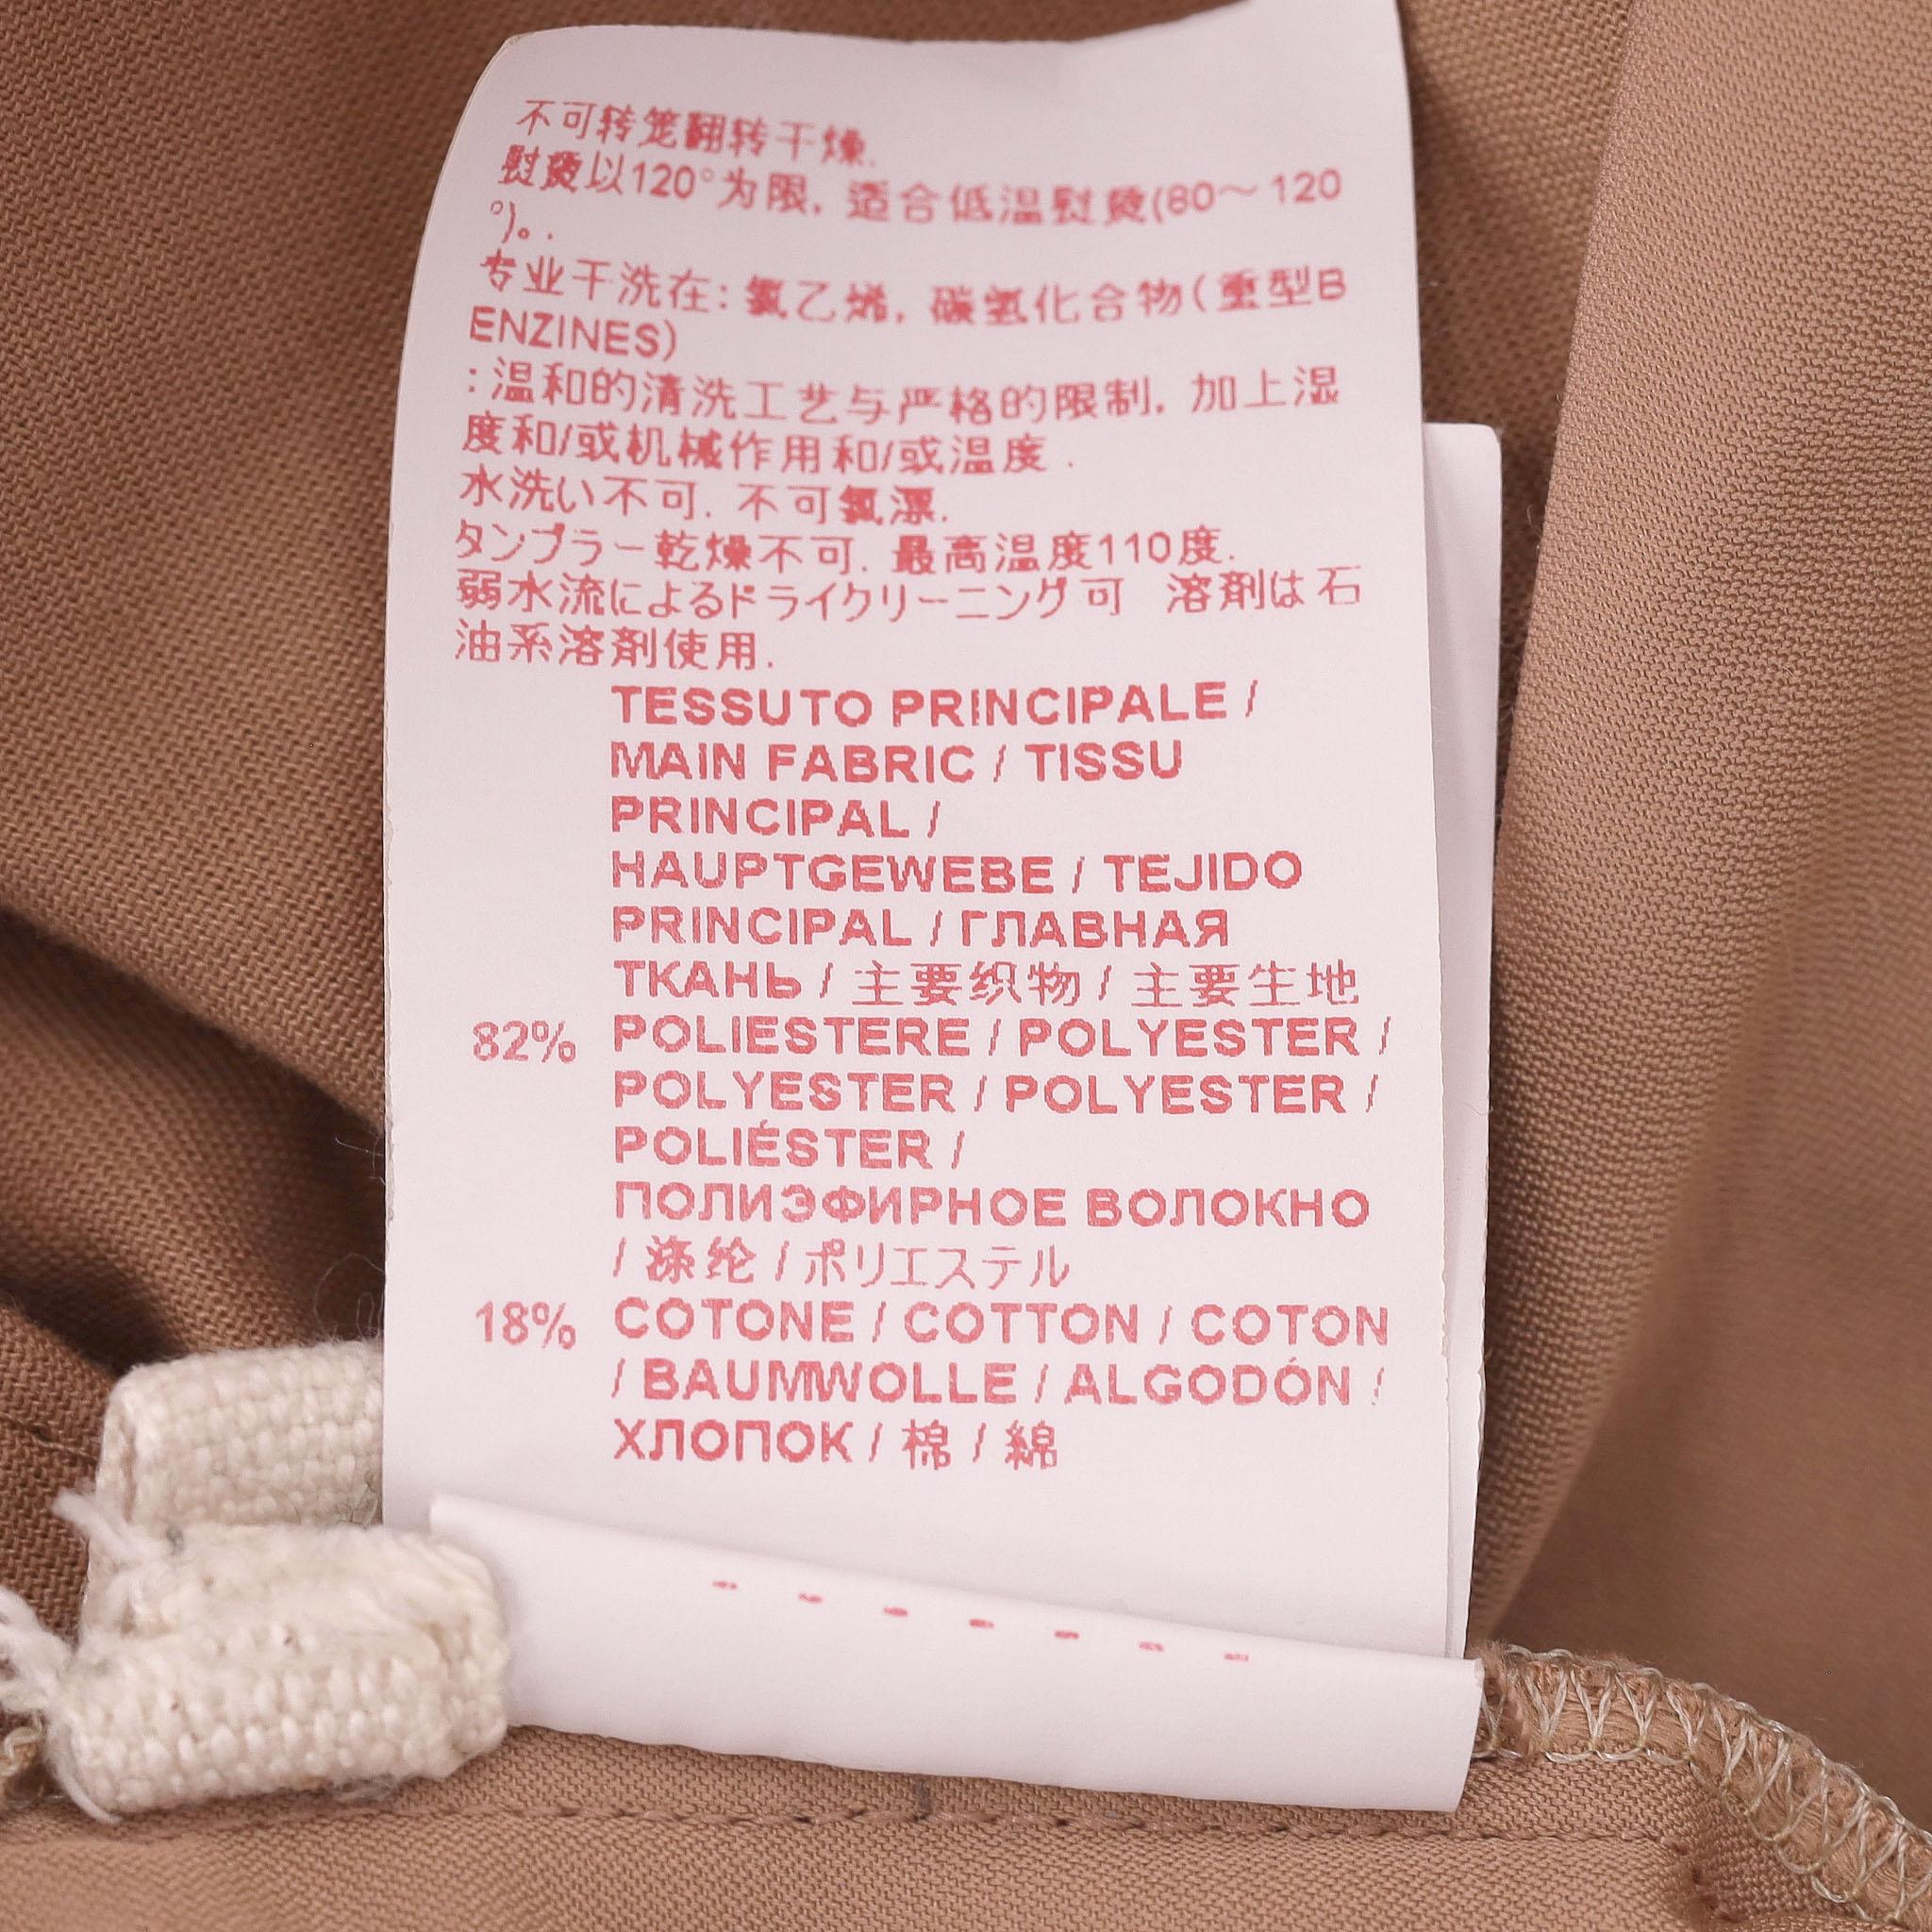 不可转笼翻转干燥.
熨烫以120°为限, 适合低温熨烫(80～120
°)。.
专业干洗在: 氯乙烯, 碳氢化合物(重型B
ENZINES)
:温和的清洗工艺与严格的限制, 加上湿
度和/或机械作用和/或温度 .
水洗い不可. 不可氯漂.
タンブラー乾燥不可. 最高温度110度.
弱水流によるドライクリーニング可 溶剤は石
油系溶剤使用.
TESSUTO PRINCIPALE /
MAIN FABRIC / TISSU
PRINCIPAL /
HAUPTGEWEBE / TEJIDO
PRINCIPAL / ГЛАВНАЯ
ТКАНЬ / 主要织物 / 主要生地
82% POLIESTERE / POLYESTER /
POLYESTER / POLYESTER /
POLIÉSTER /
ПОЛИЭФИРНОЕ ВОЛОКНО
/ 涤纶 / ポリエステル
18% COTONE / COTTON / COTON
/ BAUMWOLLE / ALGODÓN /
ХЛОПОК / 棉 / 綿